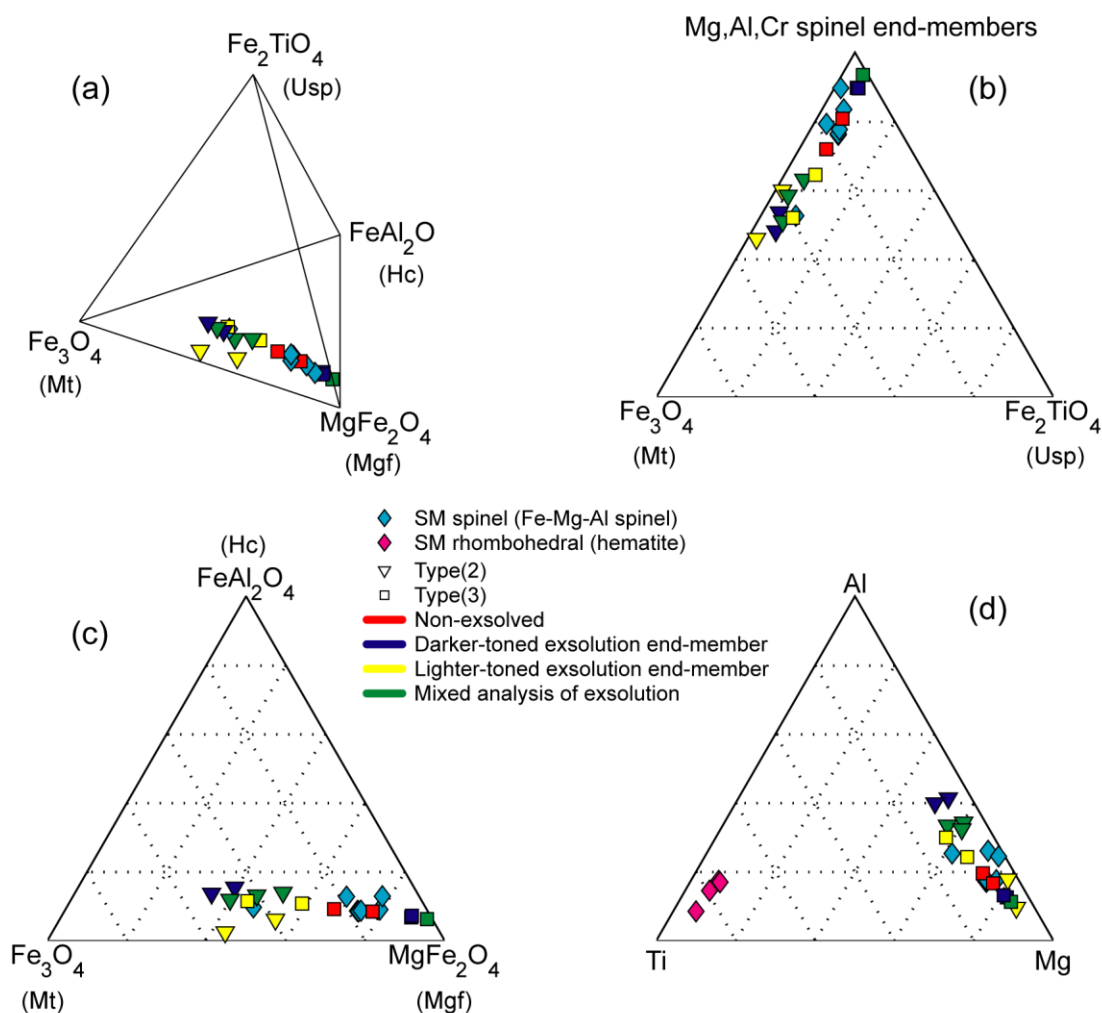 (a)
Fe₂TiO₄
(Usp)
FeAl₂O
(Hc)
Fe₃O₄
(Mt)
MgFe₂O₄
(Mgf)
Mg,Al,Cr spinel end-members
(b)
Fe₃O₄
(Mt)
Fe₂TiO₄
(Usp)
SM spinel (Fe-Mg-Al spinel)
SM rhombohedral (hematite)
Type(2)
Type(3)
Non-exsolved
Darker-toned exsolution end-member
Lighter-toned exsolution end-member
Mixed analysis of exsolution
(c)
(Hc)
FeAl₂O₄
Fe₃O₄
(Mt)
MgFe₂O₄
(Mgf)
(d)
Al
Ti
Mg